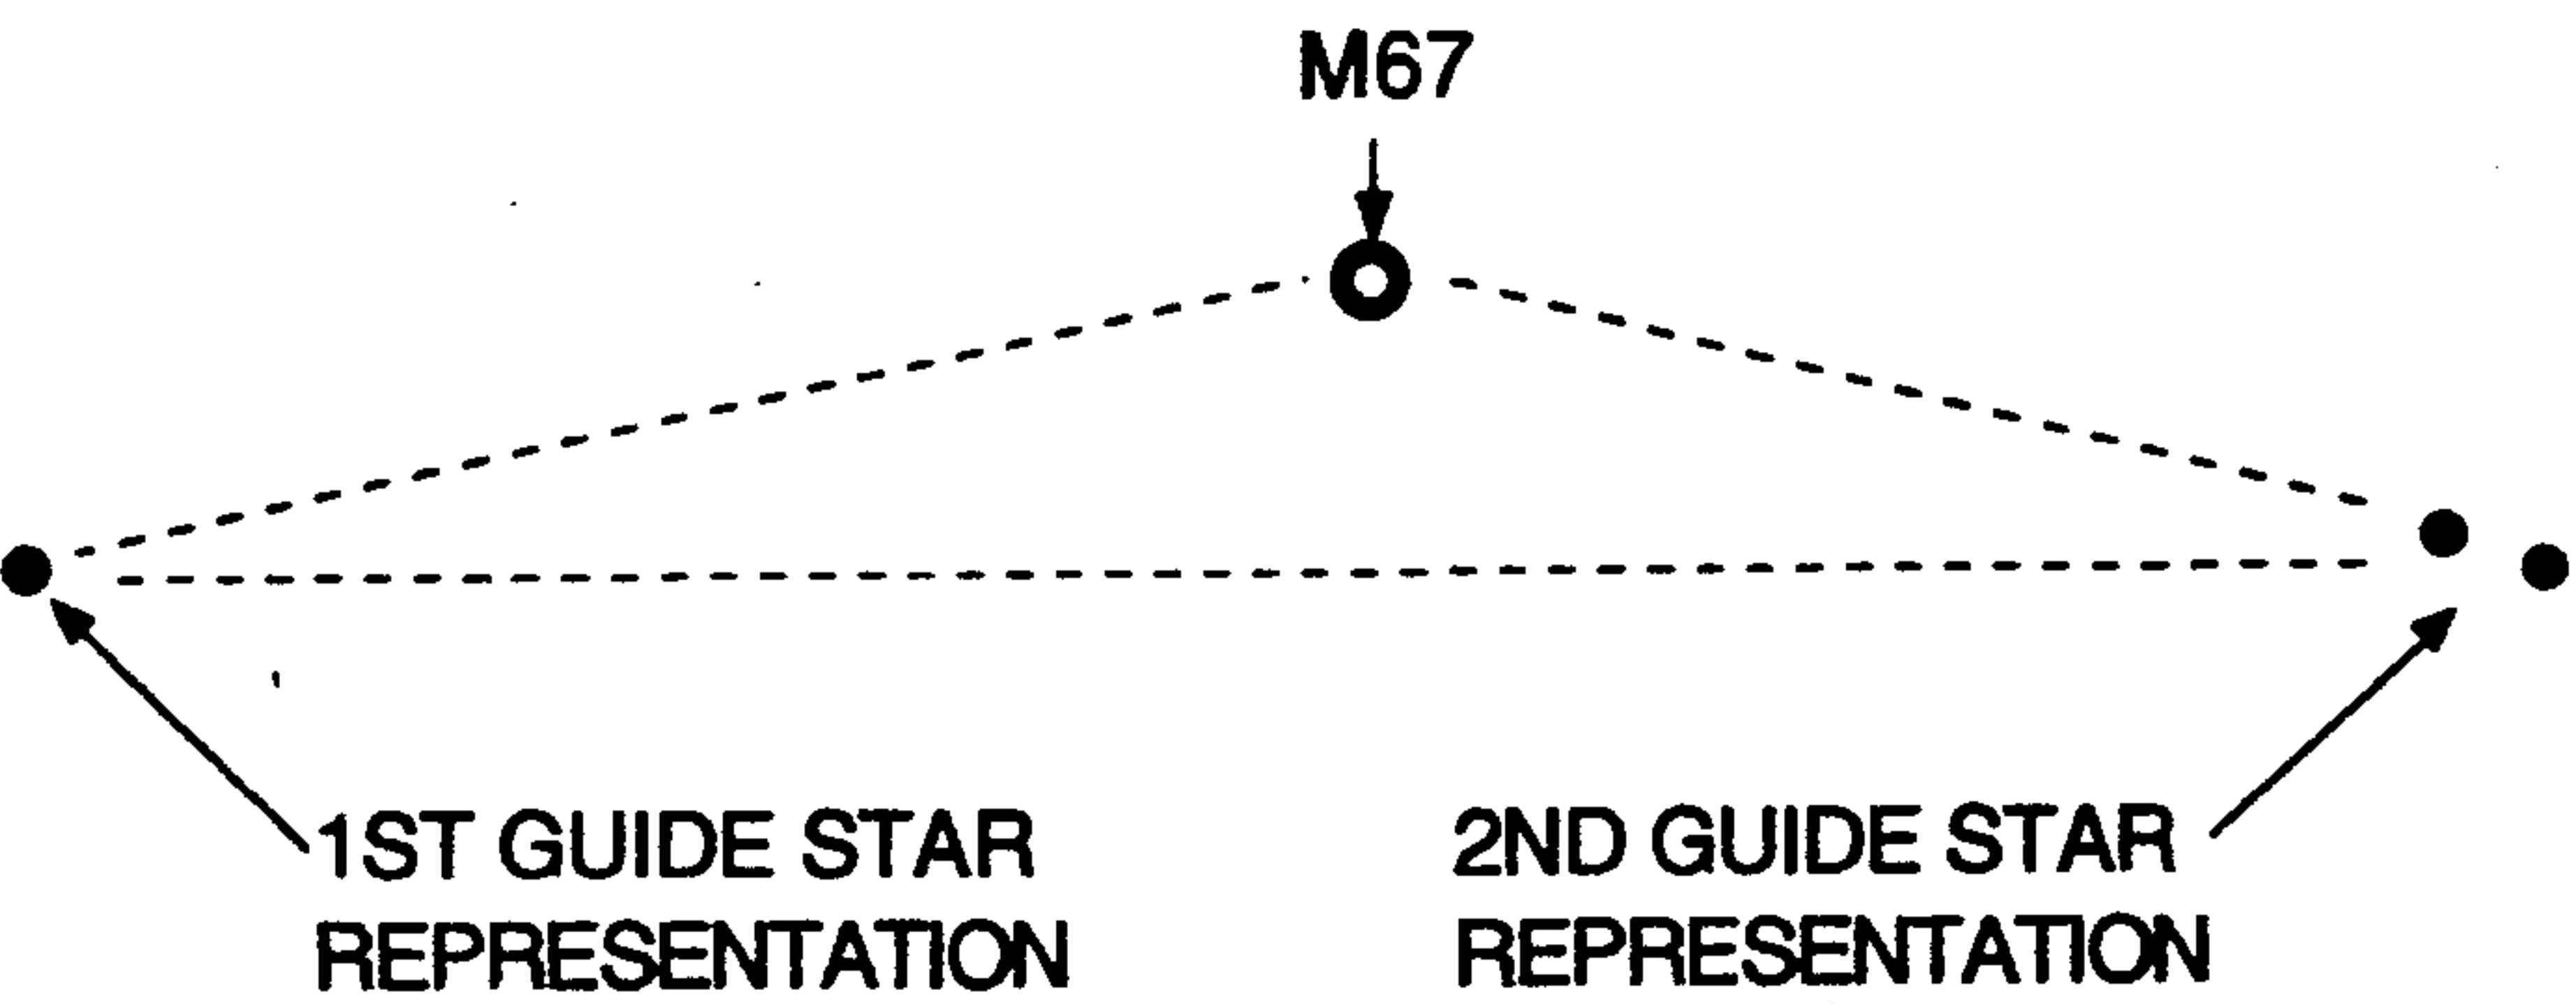 M67
1ST GUIDE STAR
REPRESENTATION
2ND GUIDE STAR
REPRESENTATION